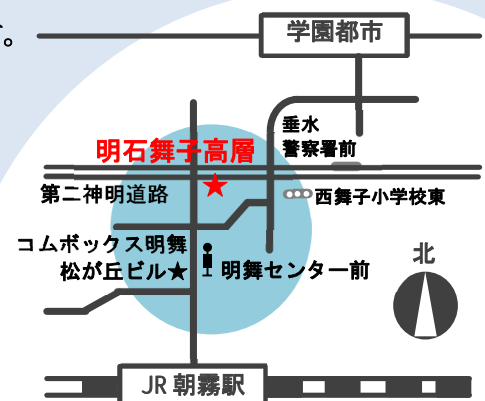 。
学園都市
垂水
警察署前
明石舞子高層
第二神明道路
西舞子小学校東
コムボックス明舞
松が丘ビル★
明舞センター前
北
JR 朝霧駅